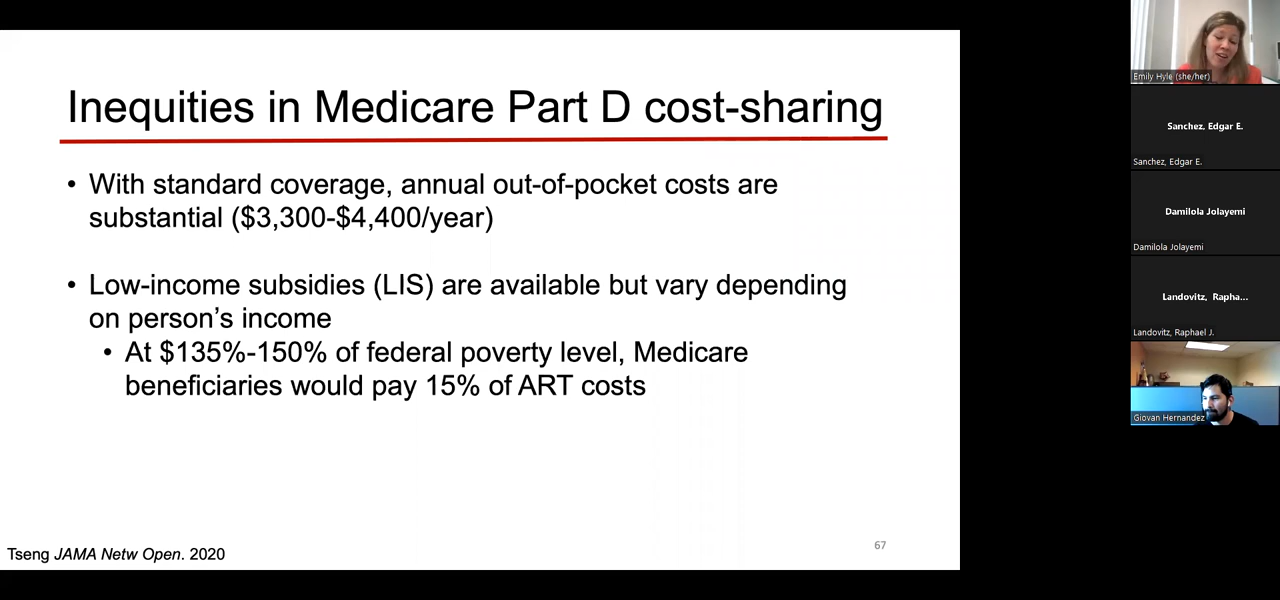 Inequities in Medicare Part D cost-sharing
• With standard coverage, annual out-of-pocket costs are
substantial ($3,300-$4,400/year)
• Low-income subsidies (LIS) are available but vary depending
on person's income
• At $135%-150% of federal poverty level, Medicare
beneficiaries would pay 15% of ART costs
Tseng JAMA Netw Open. 2020
67
Emily Hyle (she/her)
Sanchez, Edgar E.
Sanchez, Edgar E.
Damilola Jolayemi
Damilola Jolayemi
Landovitz, Rapha...
Landovitz, Raphael J.
Giovan Hernandez